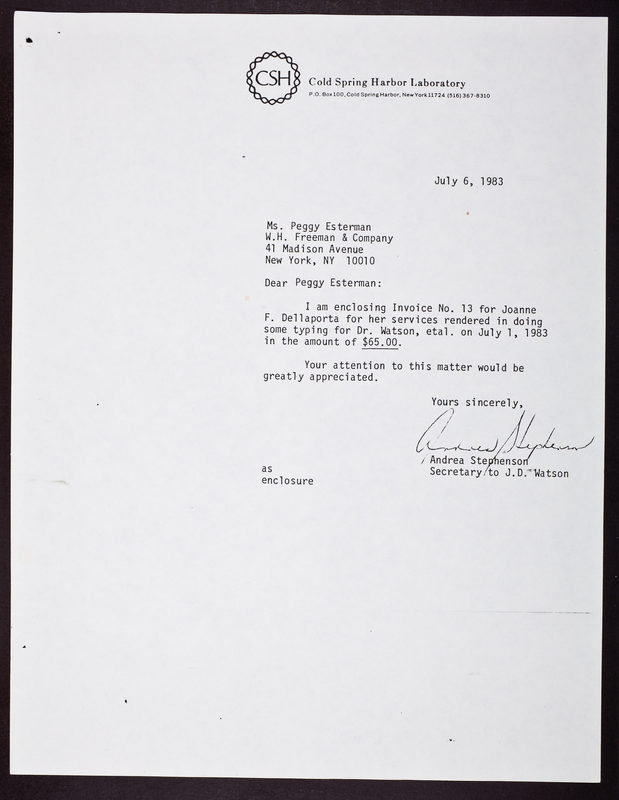 CSH
Cold Spring Harbor Laboratory
P.O. Box 100, Cold Spring Harbor, New York 11724 (516) 367-8310
July 6, 1983
Ms. Peggy Esterman
W.H. Freeman & Company
41 Madison Avenue
New York, NY 10010
Dear Peggy Esterman:
I am enclosing Invoice No. 13 for Joanne
F. Dellaporta for her services rendered in doing
some typing for Dr. Watson, etal. on July 1, 1983
in the amount of $65.00.
Your attention to this matter would be
greatly appreciated.
Yours sincerely,
Andrea Stephenson
Andrea Stephenson
Secretary to J.D. Watson
as
enclosure